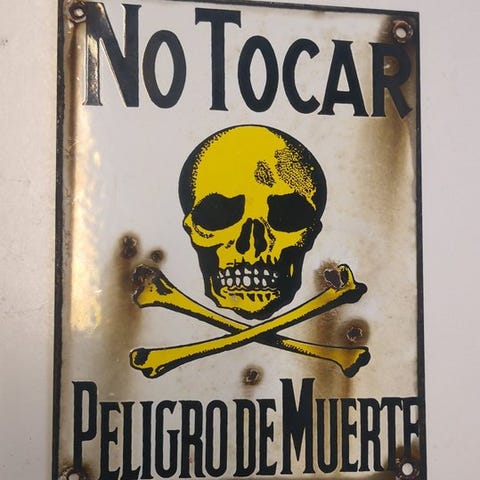 No Tocar
Peligro de Muerte